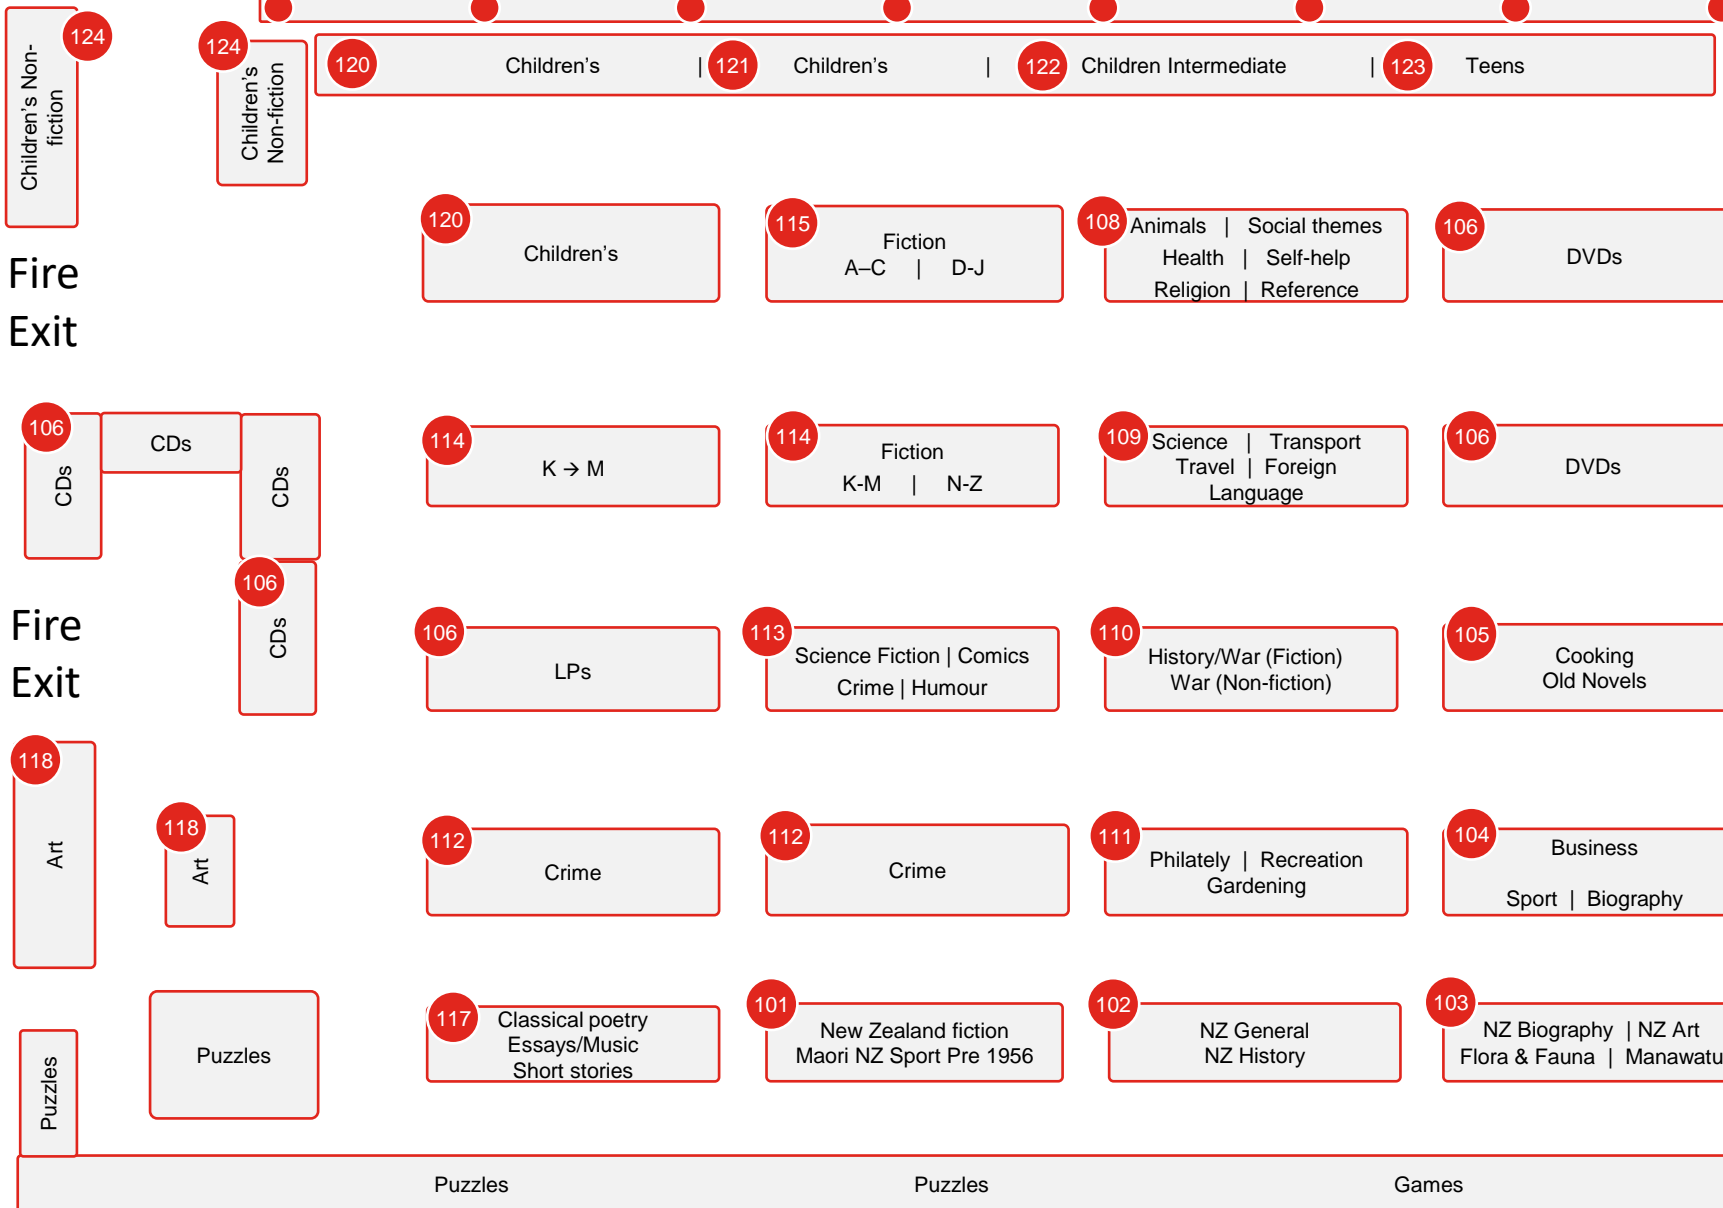 124
Children's Non-
fiction
124
Children's
Non-fiction
120 Children's | 121 Children's | 122 Children Intermediate | 123 Teens
120
Children's
115
Fiction
A–C | D-J
108
Animals | Social themes
Health | Self-help
Religion | Reference
106
DVDs
Fire
Exit
106
CDs
CDs
CDs
114
K → M
114
Fiction
K-M | N-Z
109
Science | Transport
Travel | Foreign
Language
106
DVDs
106
CDs
Fire
Exit
106
LPs
113
Science Fiction | Comics
Crime | Humour
110
History/War (Fiction)
War (Non-fiction)
105
Cooking
Old Novels
118
Art
118
Art
112
Crime
112
Crime
111
Philately | Recreation
Gardening
104
Business
Sport | Biography
Puzzles
Puzzles
117
Classical poetry
Essays/Music
Short stories
101
New Zealand fiction
Maori NZ Sport Pre 1956
102
NZ General
NZ History
103
NZ Biography | NZ Art
Flora & Fauna | Manawatu
Puzzles Puzzles Games